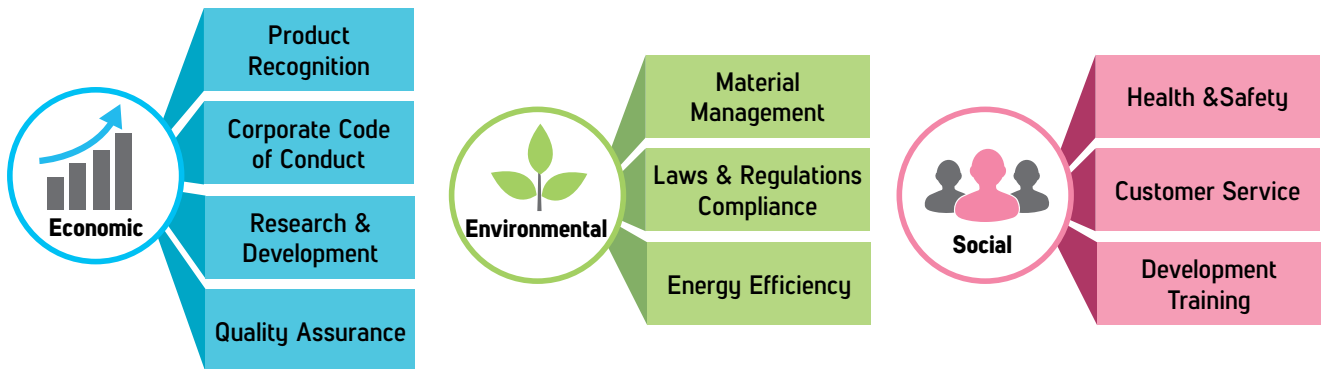 Economic
Product
Recognition
Corporate Code
of Conduct
Research &
Development
Quality Assurance
Environmental
Material
Management
Laws & Regulations
Compliance
Energy Efficiency
Social
Health &Safety
Customer Service
Development
Training